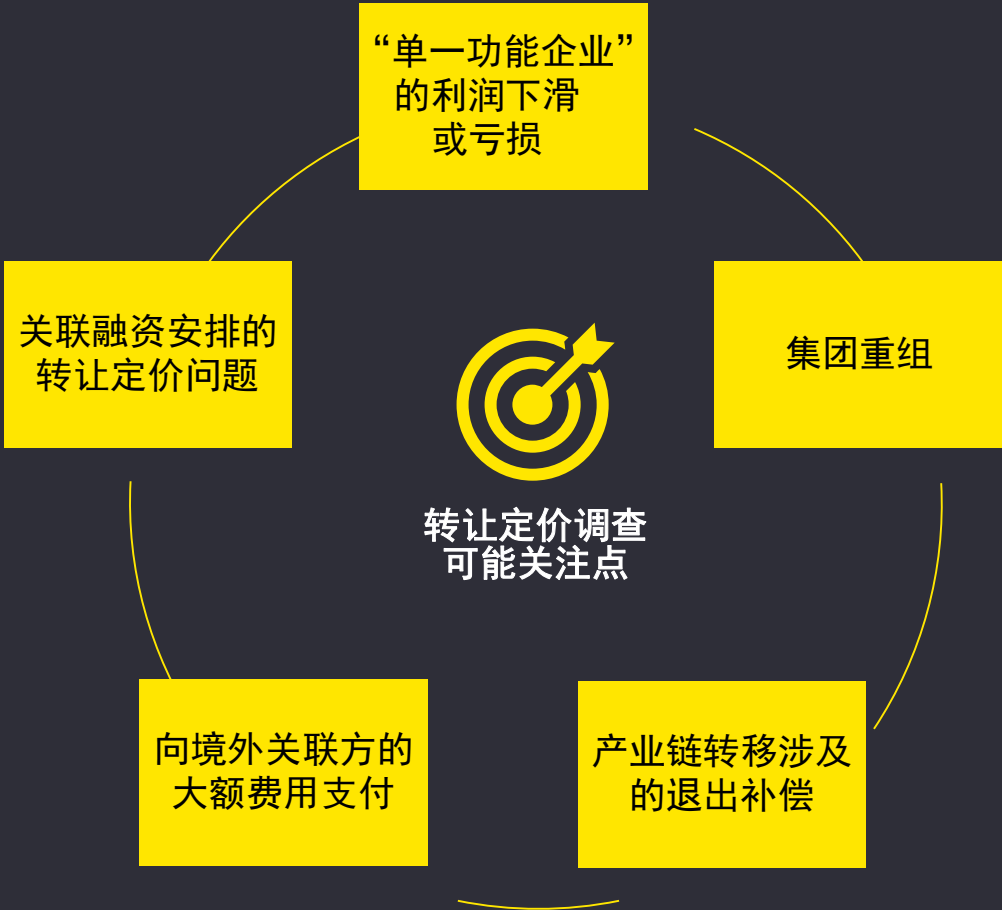 “单一功能企业”
的利润下滑
或亏损
关联融资安排的
转让定价问题
集团重组
转让定价调查
可能关注点
向境外关联方的
大额费用支付
产业链转移涉及
的退出补偿